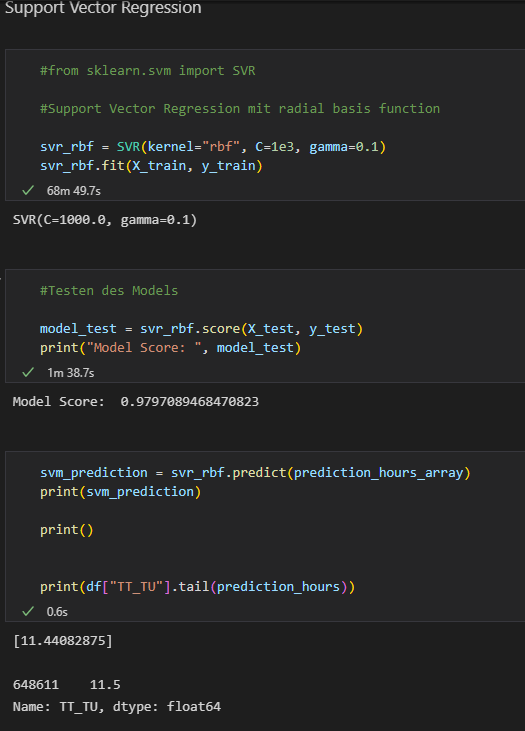 Support Vector Regression
#from sklearn.svm import SVR
#Support Vector Regression mit radial basis function
svr_rbf = SVR(kernel="rbf", C=1e3, gamma=0.1)
svr_rbf.fit(X_train, y_train)
68m 49.7s
SVR(C=1000.0, gamma=0.1)
#Testen des Models
model_test = svr_rbf.score(X_test, y_test)
print("Model Score: ", model_test)
1m 38.7s
Model Score:  0.9797089468470823
svm_prediction = svr_rbf.predict(prediction_hours_array)
print(svm_prediction)
print()
print(df["TT_TU"].tail(prediction_hours))
0.6s
[11.44082875]
648611    11.5
Name: TT_TU, dtype: float64